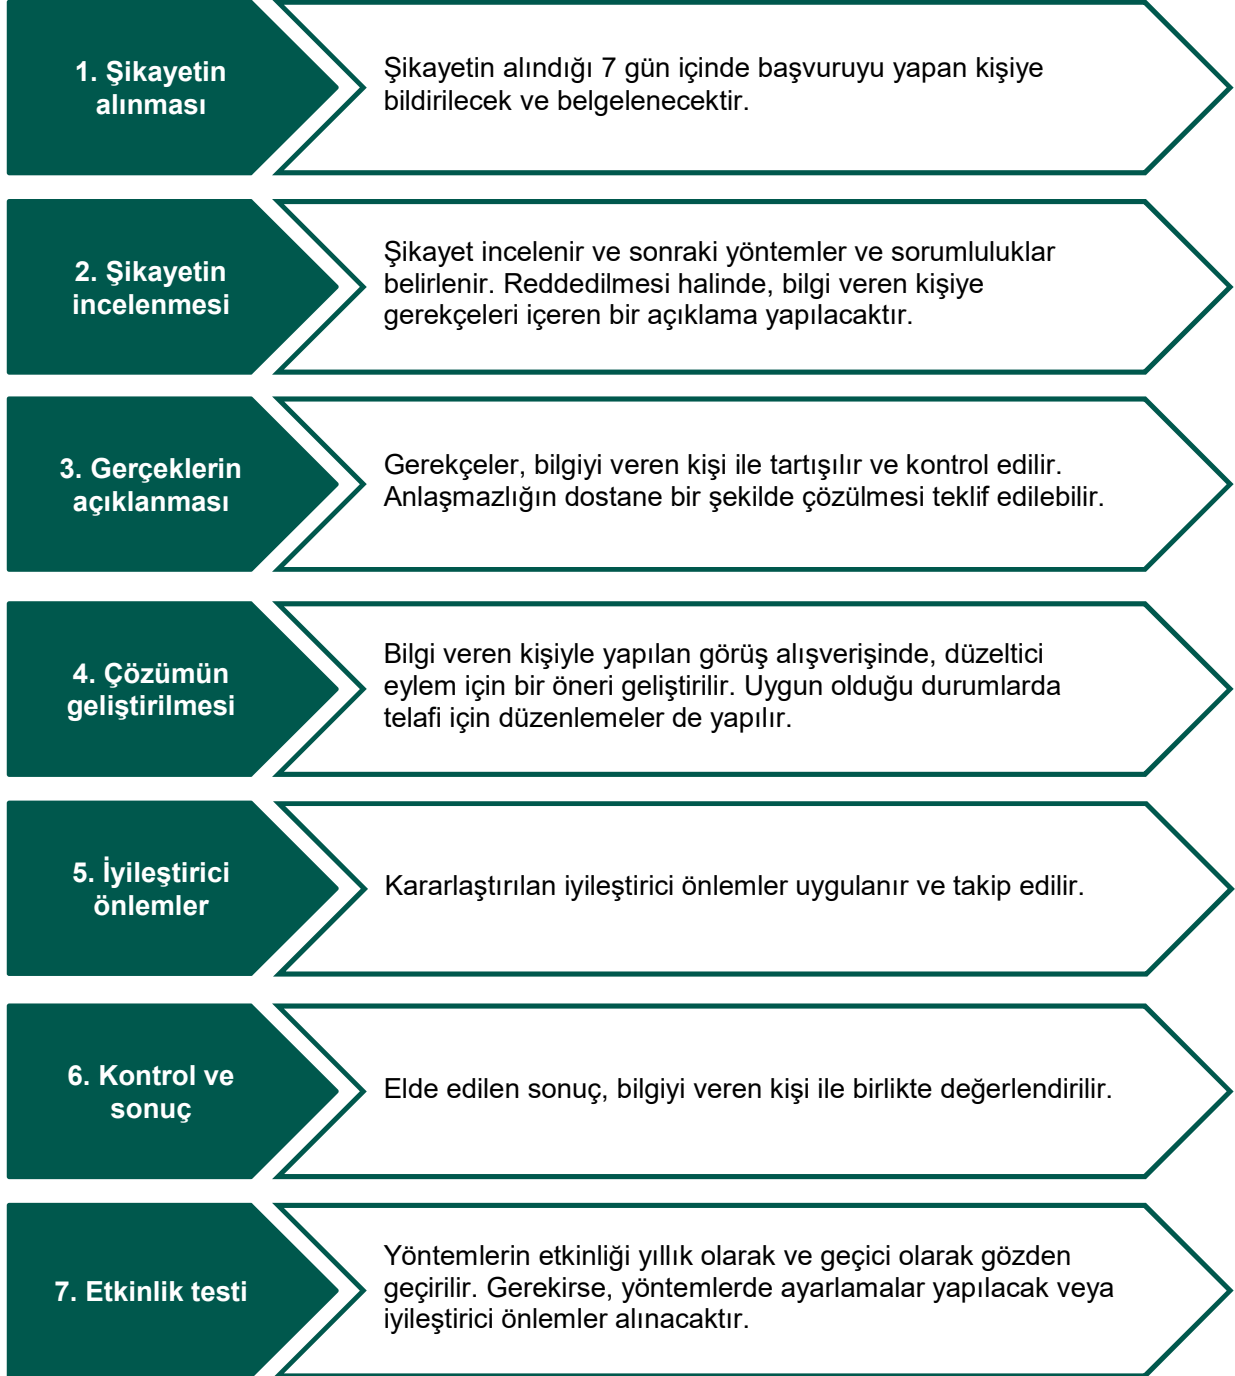 1. Şikayetin
alınması
Şikayetin alındığı 7 gün içinde başvuruyu yapan kişiye
bildirilecek ve belgelenecektir.
2. Şikayetin
incelenmesi
Şikayet incelenir ve sonraki yöntemler ve sorumluluklar
belirlenir. Reddedilmesi halinde, bilgi veren kişiye
gerekçeleri içeren bir açıklama yapılacaktır.
3. Gerçeklerin
açıklanması
Gerekçeler, bilgiyi veren kişi ile tartışılır ve kontrol edilir.
Anlaşmazlığın dostane bir şekilde çözülmesi teklif edilebilir.
4. Çözümün
geliştirilmesi
Bilgi veren kişiyle yapılan görüş alışverişinde, düzeltici
eylem için bir öneri geliştirilir. Uygun olduğu durumlarda
telafi için düzenlemeler de yapılır.
5. İyileştirici
önlemler
Kararlaştırılan iyileştirici önlemler uygulanır ve takip edilir.
6. Kontrol ve
sonuç
Elde edilen sonuç, bilgiyi veren kişi ile birlikte değerlendirilir.
7. Etkinlik testi
Yöntemlerin etkinliği yıllık olarak ve geçici olarak gözden
geçirilir. Gerekirse, yöntemlerde ayarlamalar yapılacak veya
iyileştirici önlemler alınacaktır.